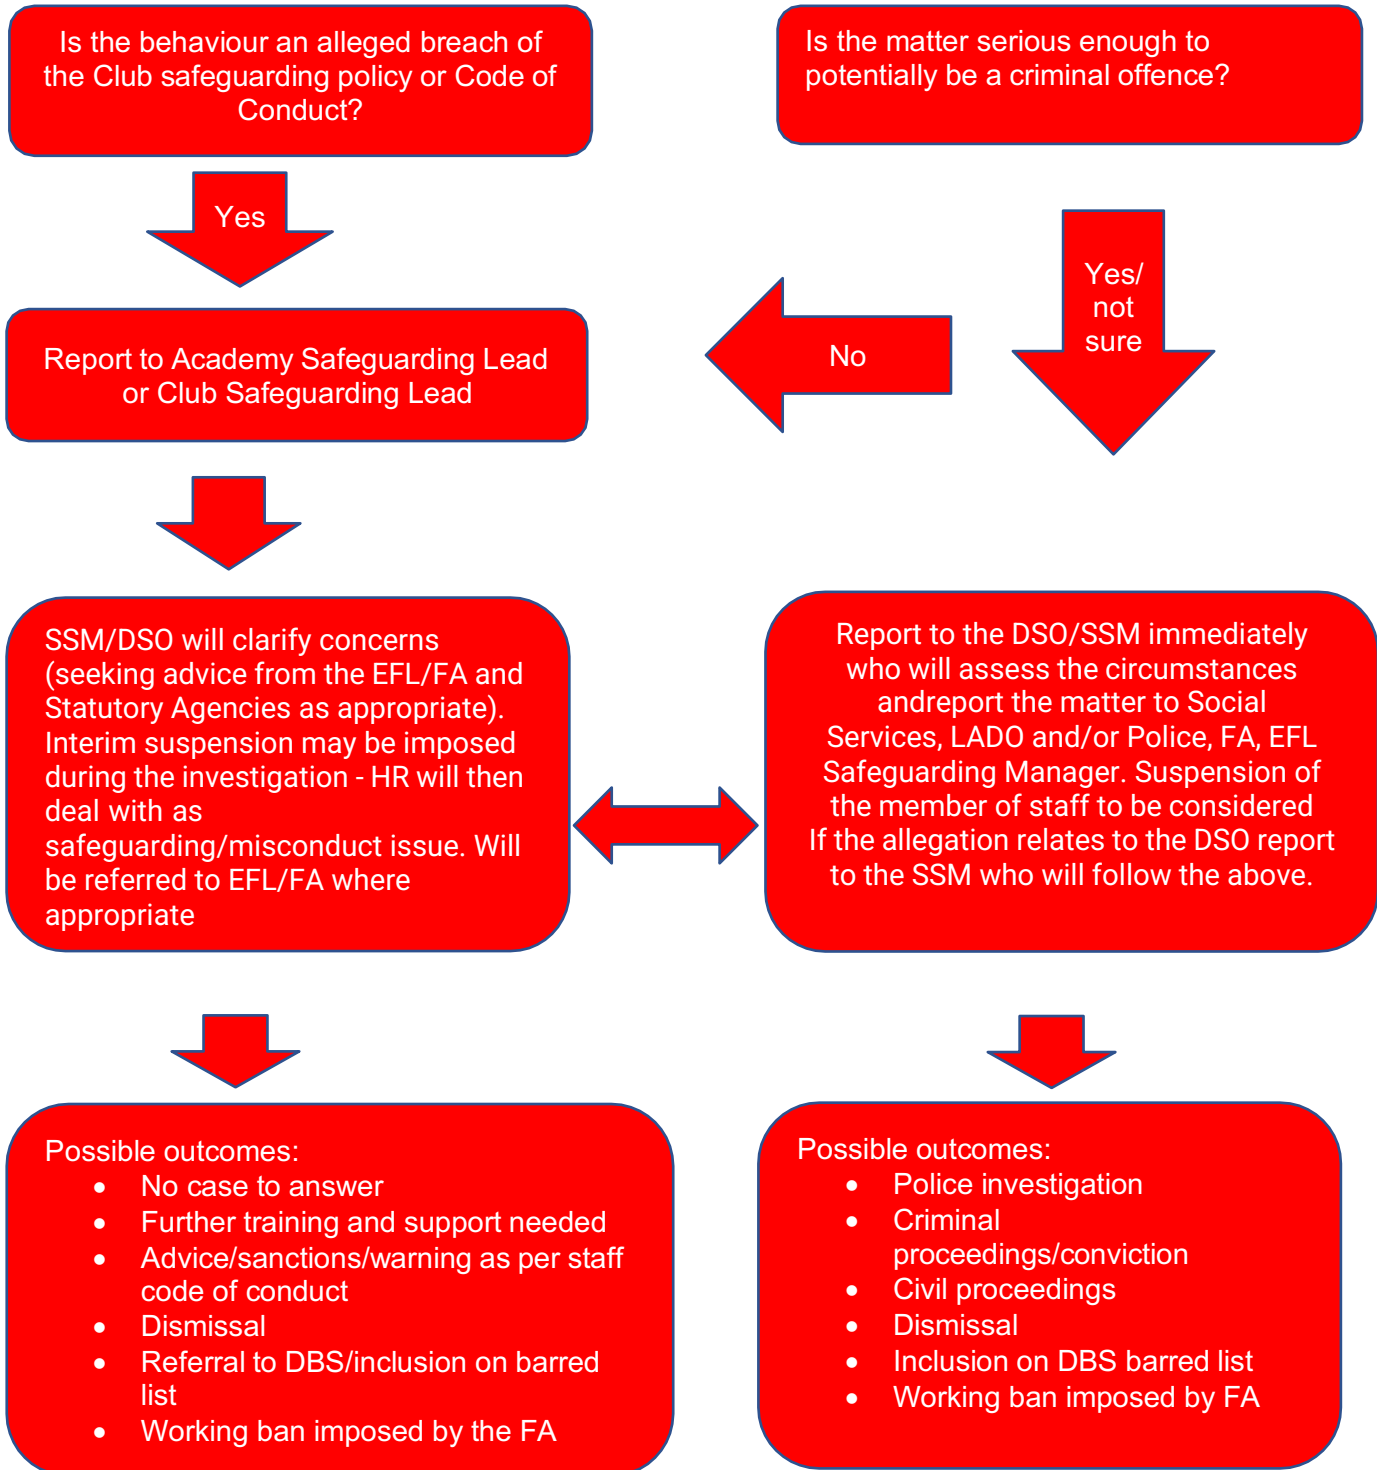 Is the behaviour an alleged breach of
the Club safeguarding policy or Code of
Conduct?
Is the matter serious enough to
potentially be a criminal offence?
Yes
Yes/
not
sure
No
Report to Academy Safeguarding Lead
or Club Safeguarding Lead
SSM/DSO will clarify concerns
(seeking advice from the EFL/FA and
Statutory Agencies as appropriate).
Interim suspension may be imposed
during the investigation - HR will then
deal with as
safeguarding/misconduct issue. Will
be referred to EFL/FA where
appropriate
Report to the DSO/SSM immediately
who will assess the circumstances
andreport the matter to Social
Services, LADO and/or Police, FA, EFL
Safeguarding Manager. Suspension of
the member of staff to be considered
If the allegation relates to the DSO report
to the SSM who will follow the above.
Possible outcomes:
• No case to answer
• Further training and support needed
• Advice/sanctions/warning as per staff
code of conduct
• Dismissal
• Referral to DBS/inclusion on barred
list
• Working ban imposed by the FA
Possible outcomes:
• Police investigation
• Criminal
proceedings/conviction
• Civil proceedings
• Dismissal
• Inclusion on DBS barred list
• Working ban imposed by FA